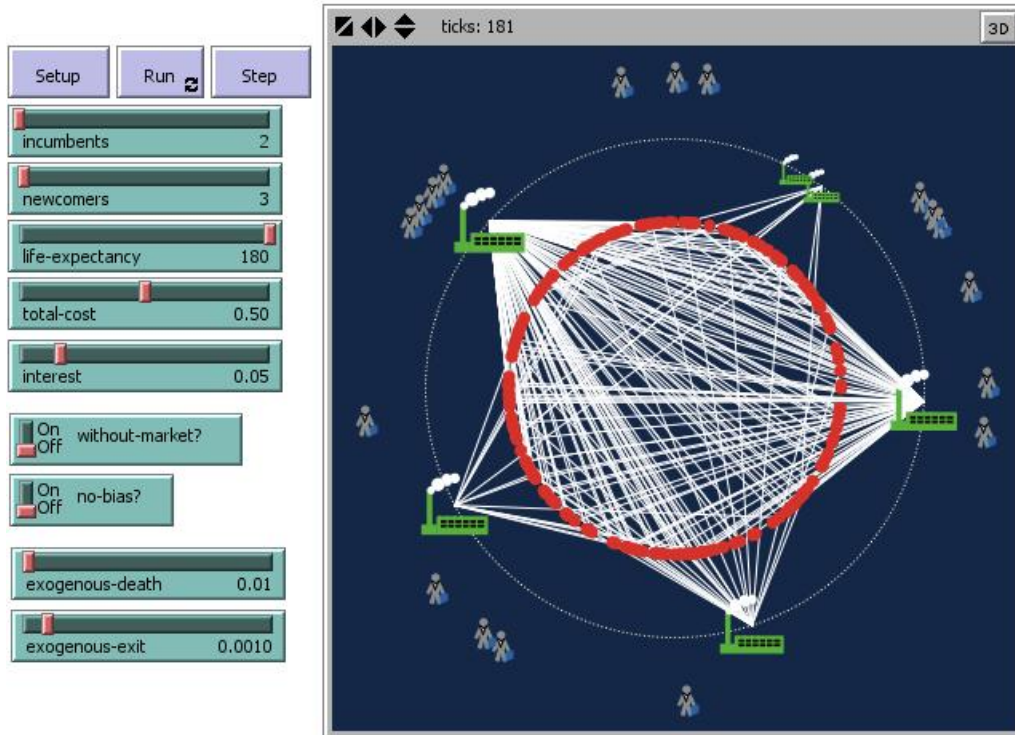 ticks: 181
3D
Setup
Run
Step
incumbents 2
newcomers 3
life-expectancy 180
total-cost 0.50
interest 0.05
On
Off
without-market?
On
Off
no-bias?
exogenous-death 0.01
exogenous-exit 0.0010